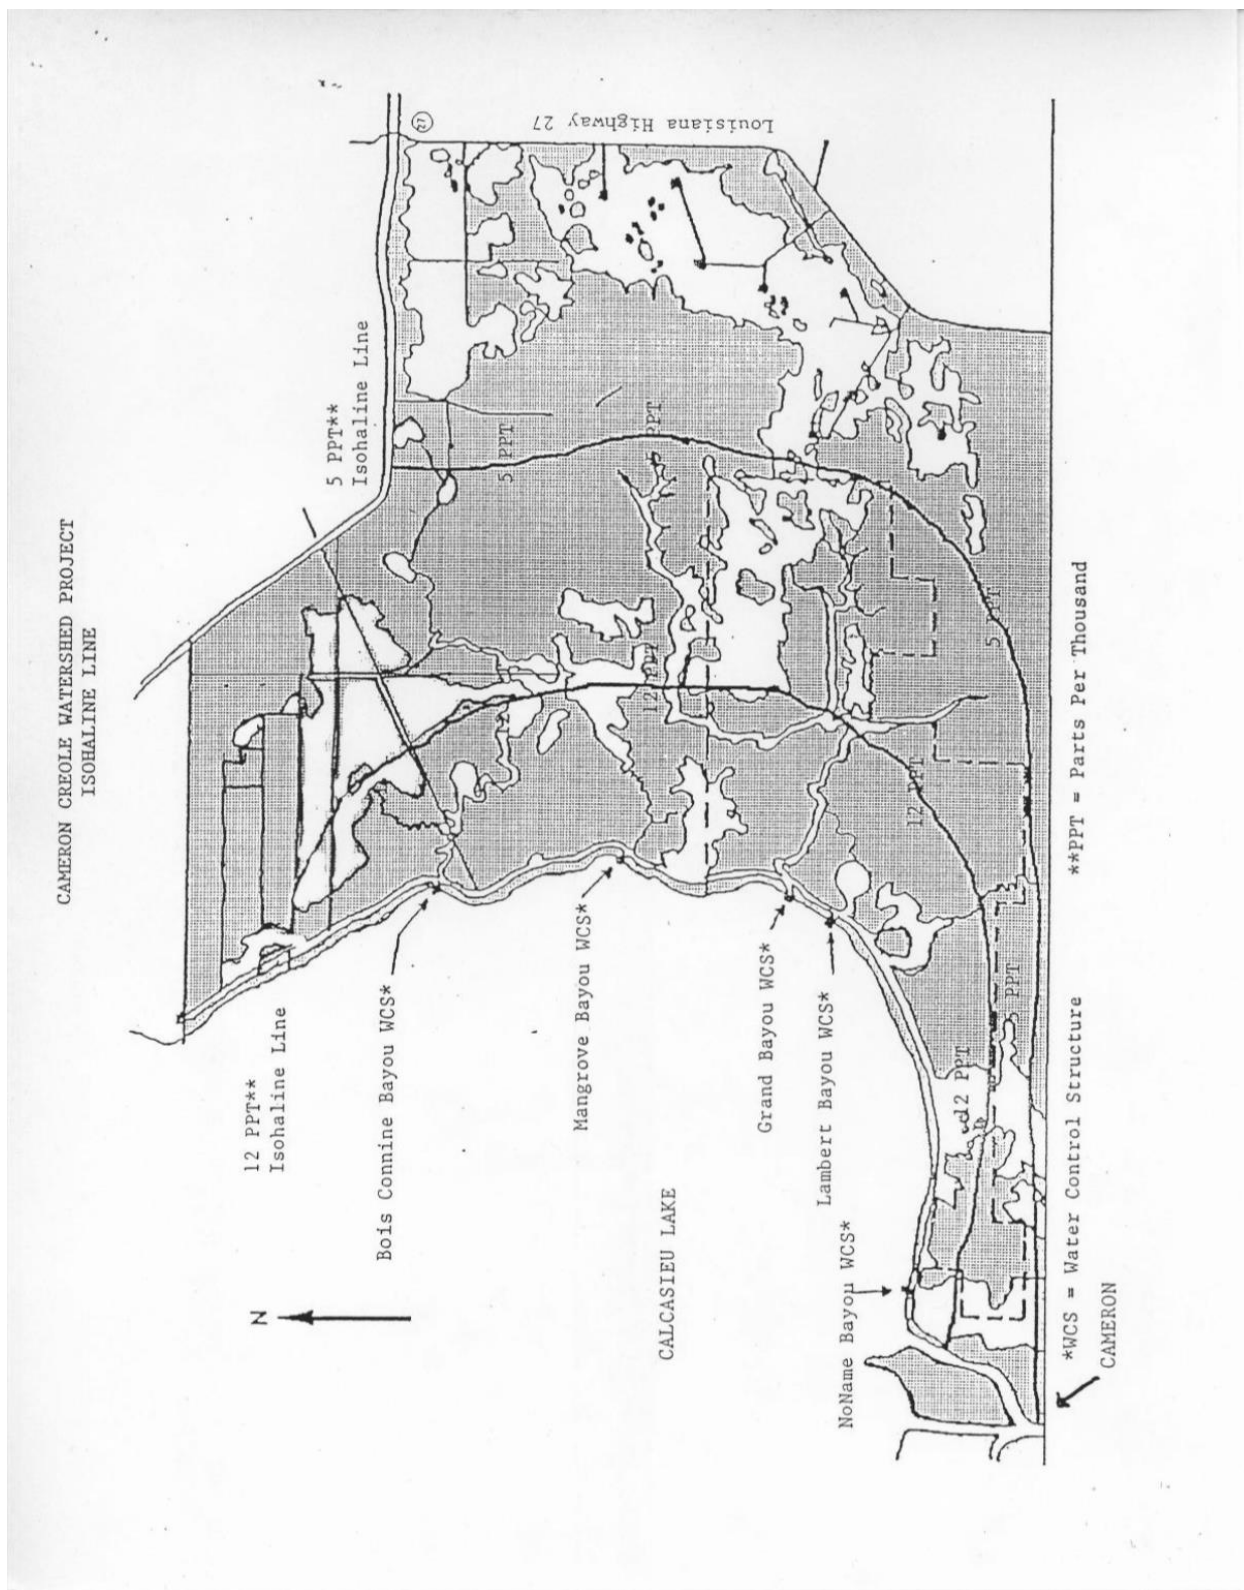 CAMERON CREOLE WATERSHED PROJECT
ISOHALINE LINE
5 PPT**
Isohaline Line
27
Louisiana Highway 27
12 PPT**
Isohaline Line
N
Bois Connine Bayou WCS*
Mangrove Bayou WCS*
Grand Bayou WCS*
Lambert Bayou WCS*
NoName Bayou WCS*
CALCASIEU LAKE
5 PPT
PPT
5 PPT
PPT
12
12 PPT
12 PPT
12 PPT
*WCS = Water Control Structure
**PPT = Parts Per Thousand
CAMERON